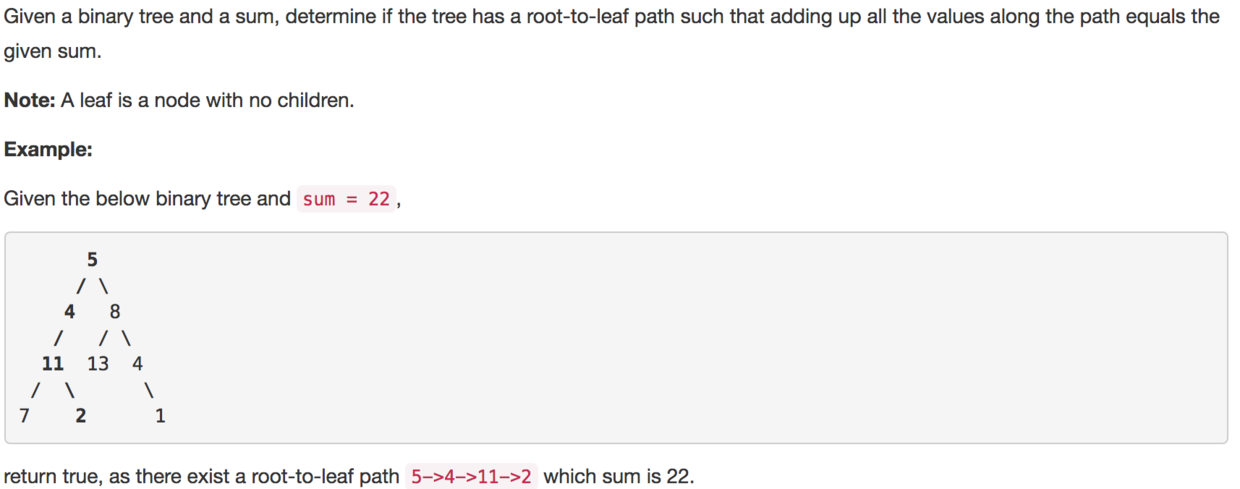 Given a binary tree and a sum, determine if the tree has a root-to-leaf path such that adding up all the values along the path equals the
given sum.
Note: A leaf is a node with no children.
Example:
Given the below binary tree and sum = 22 ,
      5
     / \
    4   8
   /   / \
  11  13  4
 /  \      \
7    2      1
return true, as there exist a root-to-leaf path 5->4->11->2 which sum is 22.